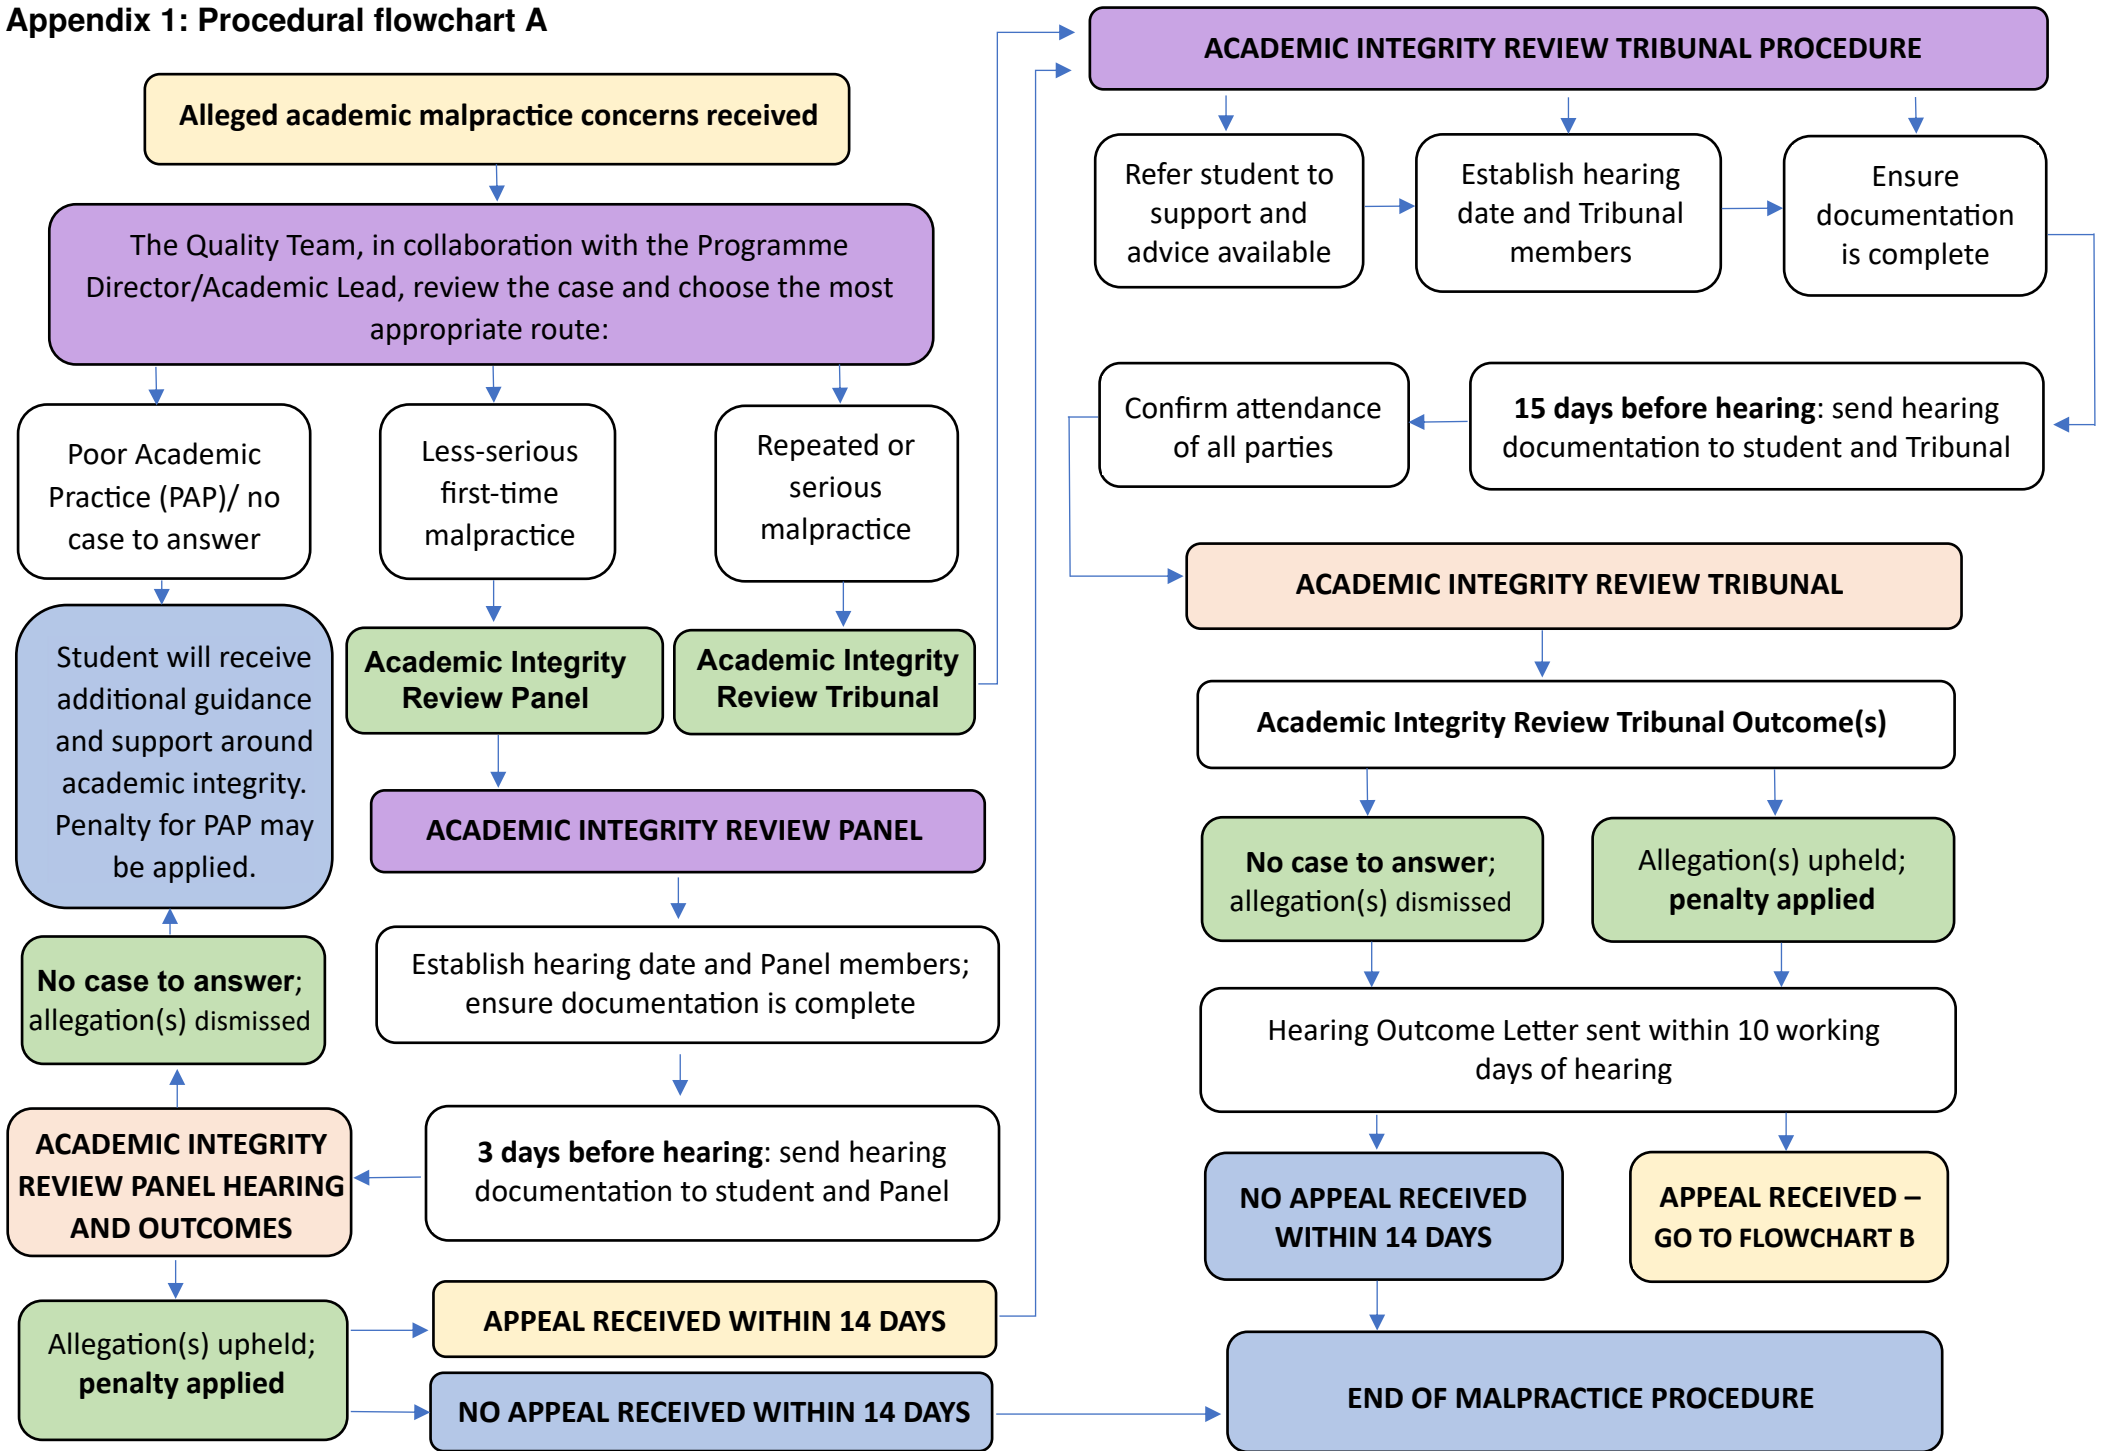 Appendix 1: Procedural flowchart A
Alleged academic malpractice concerns received
The Quality Team, in collaboration with the Programme
Director/Academic Lead, review the case and choose the most
appropriate route:
Poor Academic
Practice (PAP)/ no
case to answer
Less-serious
first-time
malpractice
Repeated or
serious
malpractice
Student will receive
additional guidance
and support around
academic integrity.
Penalty for PAP may
be applied.
Academic Integrity
Review Panel
Academic Integrity
Review Tribunal
ACADEMIC INTEGRITY REVIEW PANEL
Establish hearing date and Panel members;
ensure documentation is complete
3 days before hearing: send hearing
documentation to student and Panel
ACADEMIC INTEGRITY
REVIEW PANEL HEARING
AND OUTCOMES
No case to answer;
allegation(s) dismissed
Allegation(s) upheld;
penalty applied
APPEAL RECEIVED WITHIN 14 DAYS
NO APPEAL RECEIVED WITHIN 14 DAYS
ACADEMIC INTEGRITY REVIEW TRIBUNAL PROCEDURE
Refer student to
support and
advice available
Establish hearing
date and Tribunal
members
Ensure
documentation
is complete
15 days before hearing: send hearing
documentation to student and Tribunal
Confirm attendance
of all parties
ACADEMIC INTEGRITY REVIEW TRIBUNAL
Academic Integrity Review Tribunal Outcome(s)
No case to answer;
allegation(s) dismissed
Allegation(s) upheld;
penalty applied
Hearing Outcome Letter sent within 10 working
days of hearing
NO APPEAL RECEIVED
WITHIN 14 DAYS
APPEAL RECEIVED –
GO TO FLOWCHART B
END OF MALPRACTICE PROCEDURE